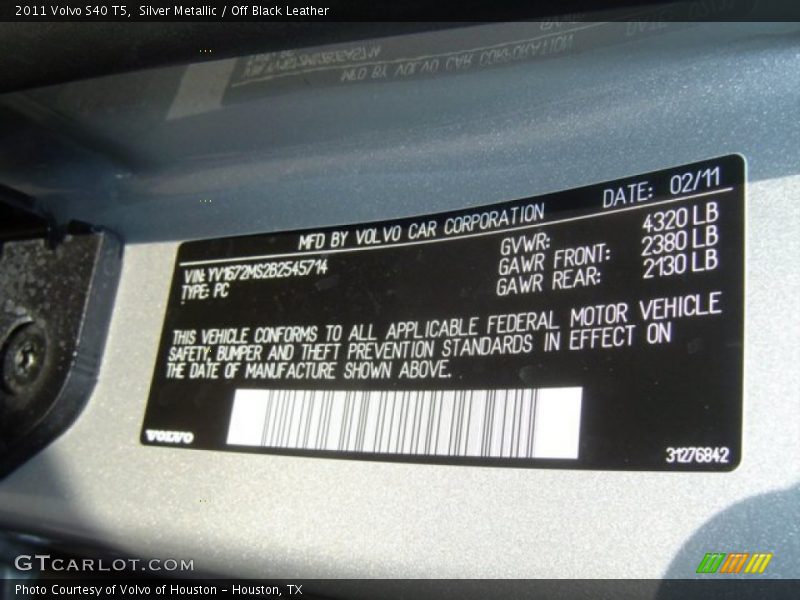 2011 Volvo S40 T5, Silver Metallic / Off Black Leather
MFD BY VOLVO CAR CORPORATION
DATE: 02/11
VIN: YV1672MS2B2545714
TYPE: PC
GVWR: 4320 LB
GAWR FRONT: 2380 LB
GAWR REAR: 2130 LB
THIS VEHICLE CONFORMS TO ALL APPLICABLE FEDERAL MOTOR VEHICLE
SAFETY, BUMPER AND THEFT PREVENTION STANDARDS IN EFFECT ON
THE DATE OF MANUFACTURE SHOWN ABOVE.
VOLVO
31276842
GTCARLOT.COM
Photo Courtesy of Volvo of Houston - Houston, TX